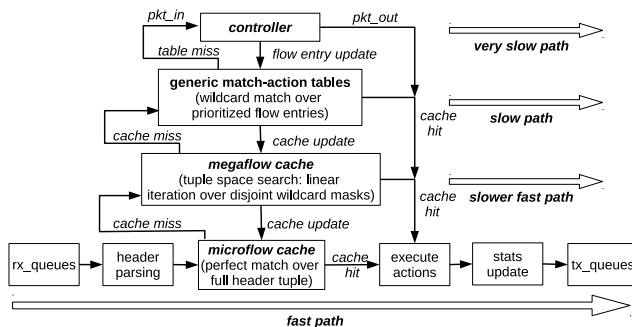 pkt_in
controller
pkt_out
very slow path
table miss
flow entry update
generic match-action tables
(wildcard match over
prioritized flow entries)
cache
hit
slow path
cache miss
cache update
megaflow cache
(tuple space search: linear
iteration over disjoint wildcard masks)
cache
hit
slower fast path
cache miss
cache update
rx_queues
header
parsing
microflow cache
(perfect match over
full header tuple)
cache
hit
execute
actions
stats
update
tx_queues
fast path